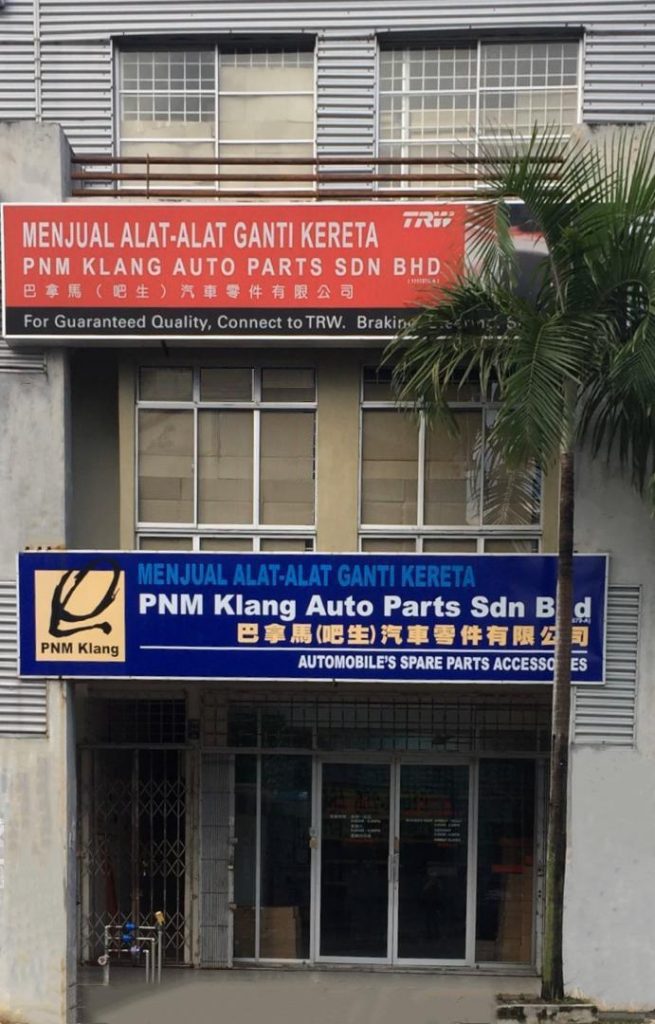 TRW
MENJUAL ALAT-ALAT GANTI KERETA
PNM KLANG AUTO PARTS SDN BHD
巴拿馬（吧生）汽車零件有限公司
For Guaranteed Quality, Connect to TRW. Braking
MENJUAL ALAT-ALAT GANTI KERETA
PNM Klang Auto Parts Sdn Bhd
巴拿馬(吧生)汽車零件有限公司
PNM Klang
AUTOMOBILE'S SPARE PARTS ACCESSORIES